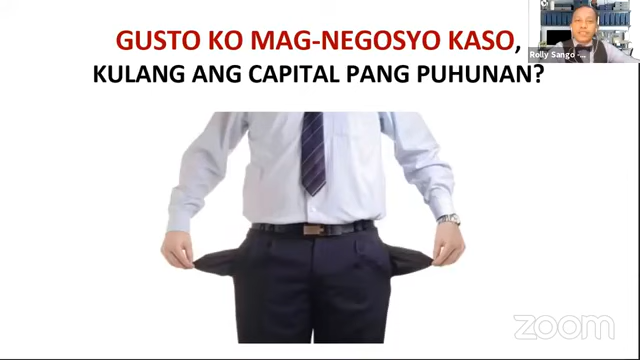 GUSTO KO MAG-NEGOSYO KASO,
KULANG ANG CAPITAL PANG PUHUNAN?
Rolly Sango -...
zoom